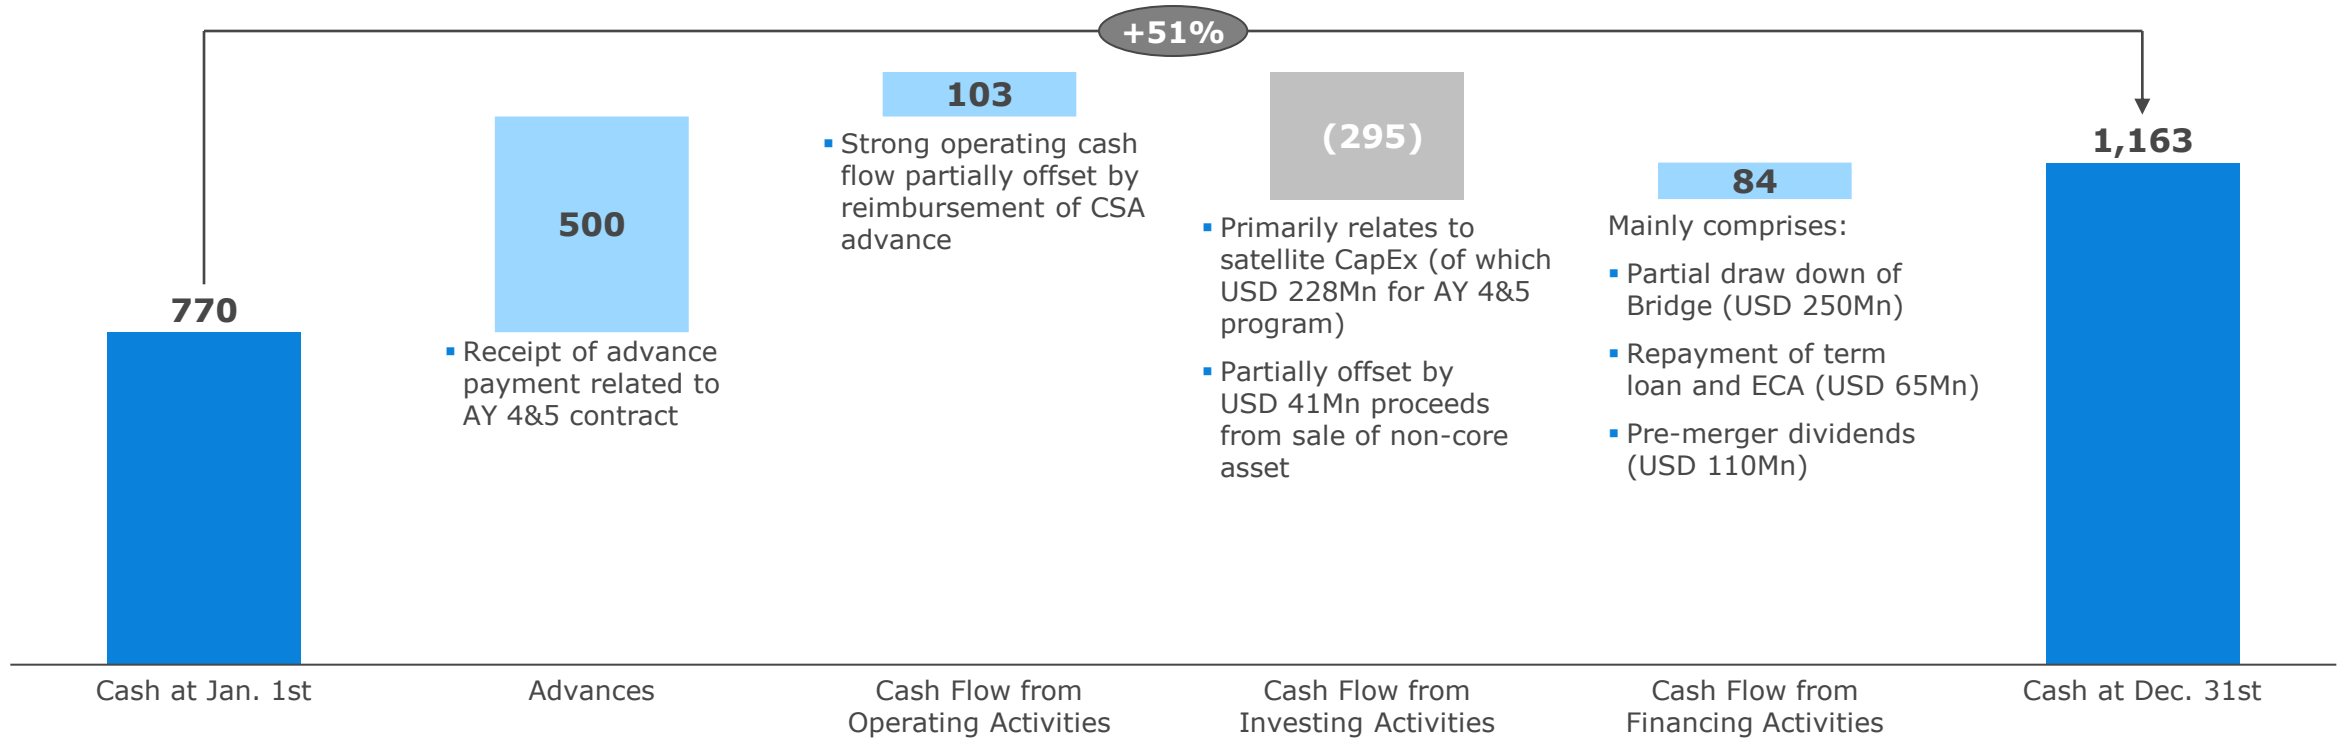 +51%
770
▪ Receipt of advance
payment related to
AY 4&5 contract
500
103
▪ Strong operating cash
flow partially offset by
reimbursement of CSA
advance
(295)
▪ Primarily relates to
satellite CapEx (of which
USD 228Mn for AY 4&5
program)
▪ Partially offset by
USD 41Mn proceeds
from sale of non-core
asset
84
Mainly comprises:
▪ Partial draw down of
Bridge (USD 250Mn)
▪ Repayment of term
loan and ECA (USD 65Mn)
▪ Pre-merger dividends
(USD 110Mn)
1,163
Cash at Jan. 1st
Advances
Cash Flow from
Operating Activities
Cash Flow from
Investing Activities
Cash Flow from
Financing Activities
Cash at Dec. 31st